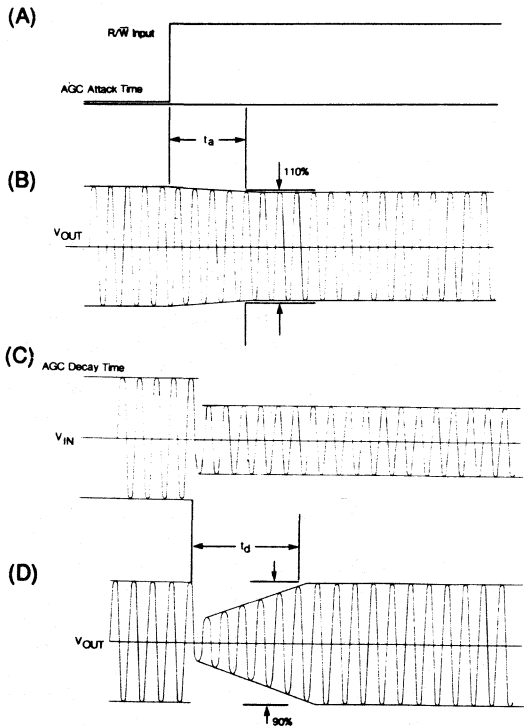 (A)
R/W̅ Input
AGC Attack Time
ta
(B)
110%
VOUT
(C)
AGC Decay Time
VIN
td
(D)
VOUT
90%